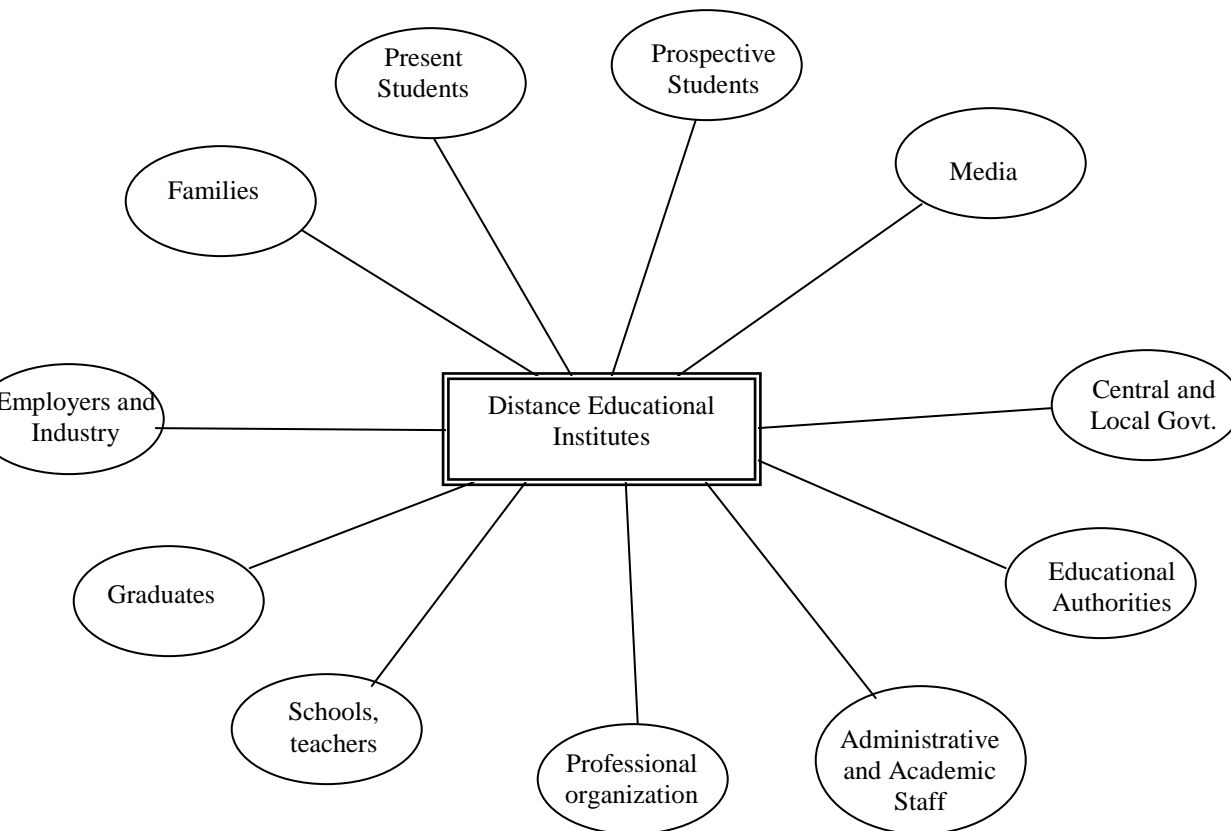 Present
Students
Prospective
Students
Media
Families
Employers and
Industry
Distance Educational
Institutes
Central and
Local Govt.
Educational
Authorities
Graduates
Schools,
teachers
Professional
organization
Administrative
and Academic
Staff